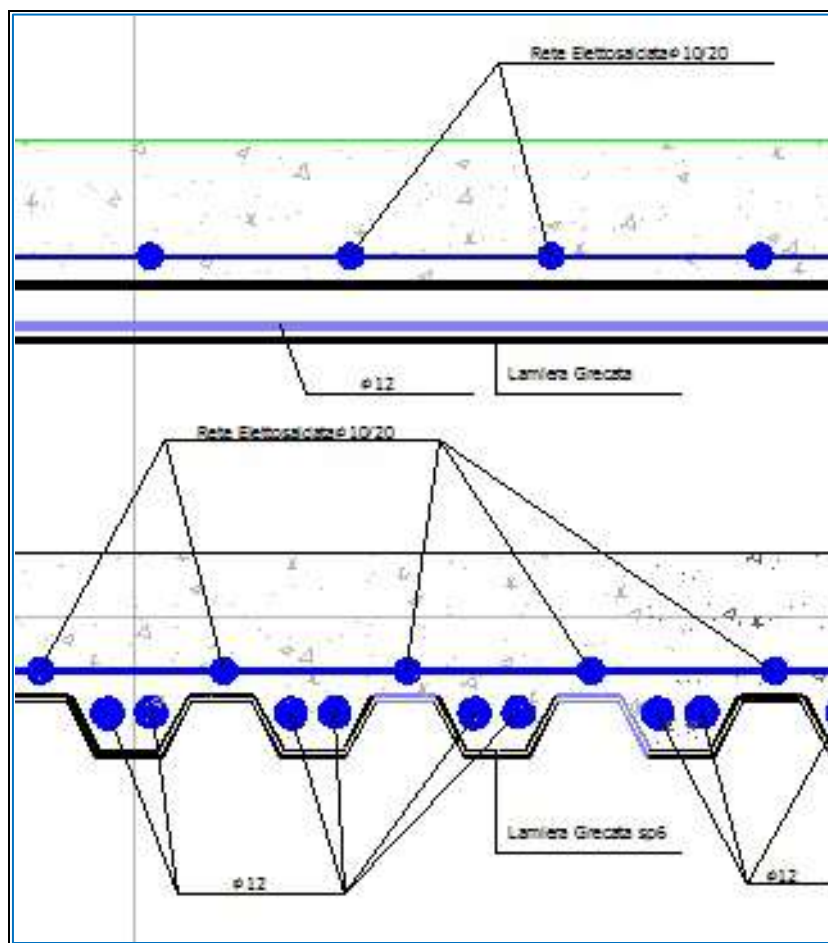 Rete Elettosaldata⌀10/20
⌀12
Lamiera Grecata
Rete Elettosaldata⌀10/20
Lamiera Grecata sp6
⌀12
⌀12